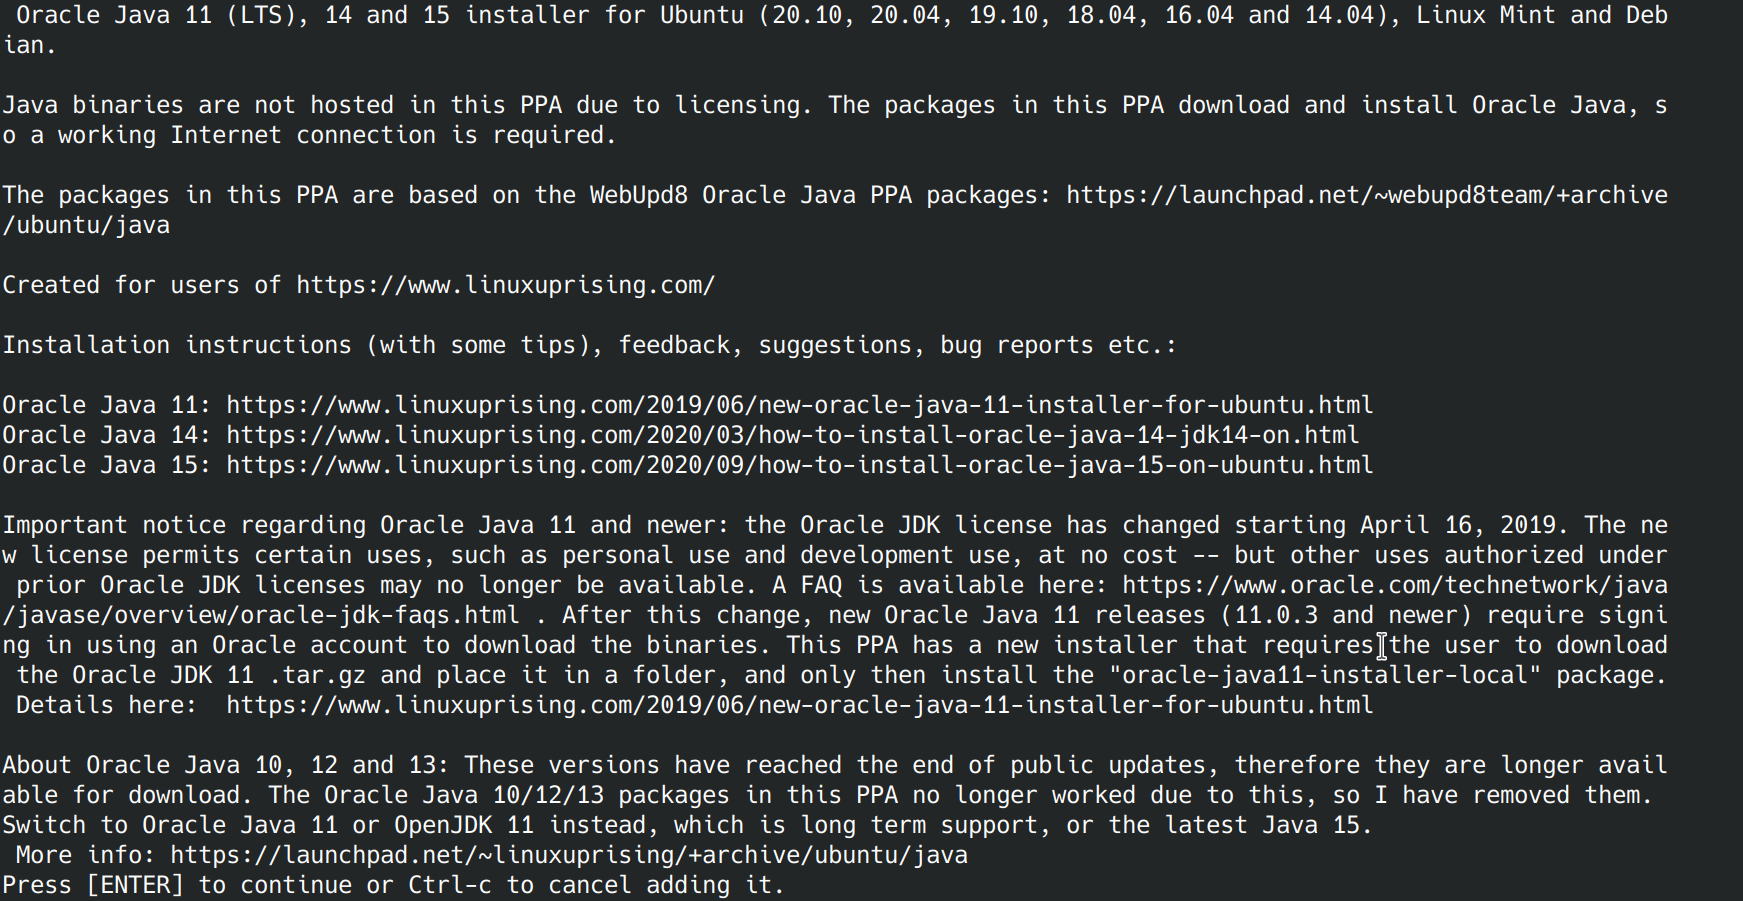 Oracle Java 11 (LTS), 14 and 15 installer for Ubuntu (20.10, 20.04, 19.10, 18.04, 16.04 and 14.04), Linux Mint and Deb
ian.
Java binaries are not hosted in this PPA due to licensing. The packages in this PPA download and install Oracle Java, s
o a working Internet connection is required.
The packages in this PPA are based on the WebUpd8 Oracle Java PPA packages: https://launchpad.net/~webupd8team/+archive
/ubuntu/java
Created for users of https://www.linuxuprising.com/
Installation instructions (with some tips), feedback, suggestions, bug reports etc.:
Oracle Java 11: https://www.linuxuprising.com/2019/06/new-oracle-java-11-installer-for-ubuntu.html
Oracle Java 14: https://www.linuxuprising.com/2020/03/how-to-install-oracle-java-14-jdk14-on.html
Oracle Java 15: https://www.linuxuprising.com/2020/09/how-to-install-oracle-java-15-on-ubuntu.html
Important notice regarding Oracle Java 11 and newer: the Oracle JDK license has changed starting April 16, 2019. The ne
w license permits certain uses, such as personal use and development use, at no cost -- but other uses authorized under
prior Oracle JDK licenses may no longer be available. A FAQ is available here: https://www.oracle.com/technetwork/java
/javase/overview/oracle-jdk-faqs.html . After this change, new Oracle Java 11 releases (11.0.3 and newer) require signi
ng in using an Oracle account to download the binaries. This PPA has a new installer that requires the user to download
the Oracle JDK 11 .tar.gz and place it in a folder, and only then install the "oracle-java11-installer-local" package.
Details here:  https://www.linuxuprising.com/2019/06/new-oracle-java-11-installer-for-ubuntu.html
About Oracle Java 10, 12 and 13: These versions have reached the end of public updates, therefore they are longer avail
able for download. The Oracle Java 10/12/13 packages in this PPA no longer worked due to this, so I have removed them.
Switch to Oracle Java 11 or OpenJDK 11 instead, which is long term support, or the latest Java 15.
More info: https://launchpad.net/~linuxuprising/+archive/ubuntu/java
Press [ENTER] to continue or Ctrl-c to cancel adding it.